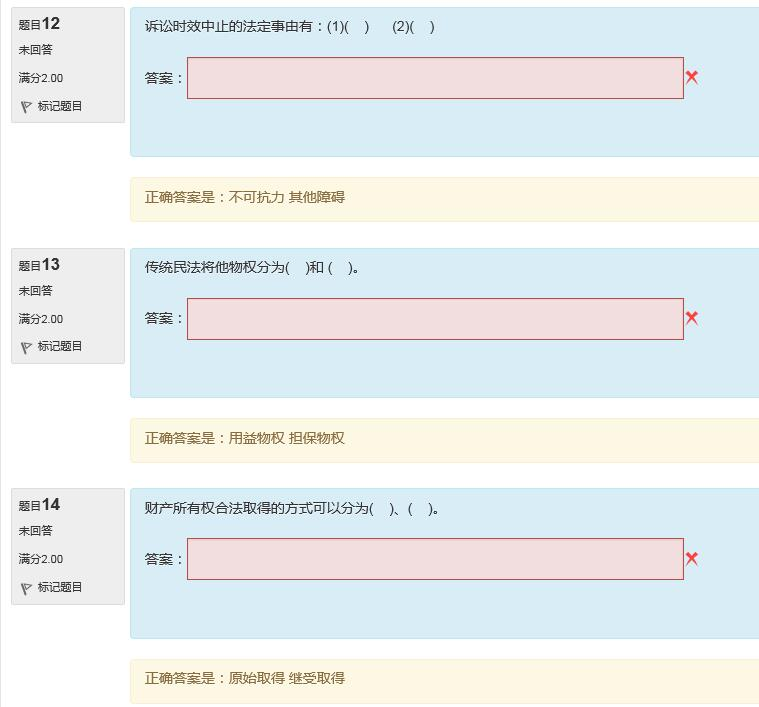 题目12
未回答
满分2.00
标记题目
诉讼时效中止的法定事由有：(1)(    )      (2)(    )
答案：
正确答案是：不可抗力 其他障碍
题目13
未回答
满分2.00
标记题目
传统民法将他物权分为(    )和 (    )。
答案：
正确答案是：用益物权 担保物权
题目14
未回答
满分2.00
标记题目
财产所有权合法取得的方式可以分为(    )、(    )。
答案：
正确答案是：原始取得 继受取得